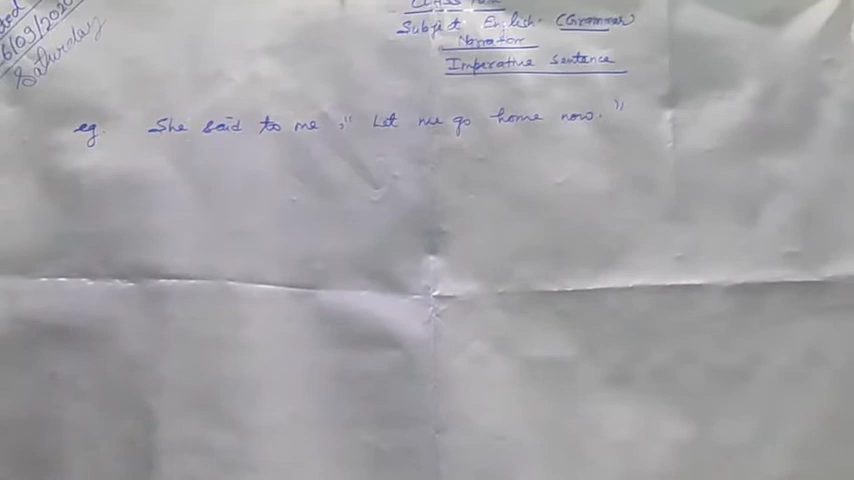 6/09/2020
Saturday
Subject English. (Grammar)
Narration
Imperative sentence
eg. She said to me, "Let me go home now."